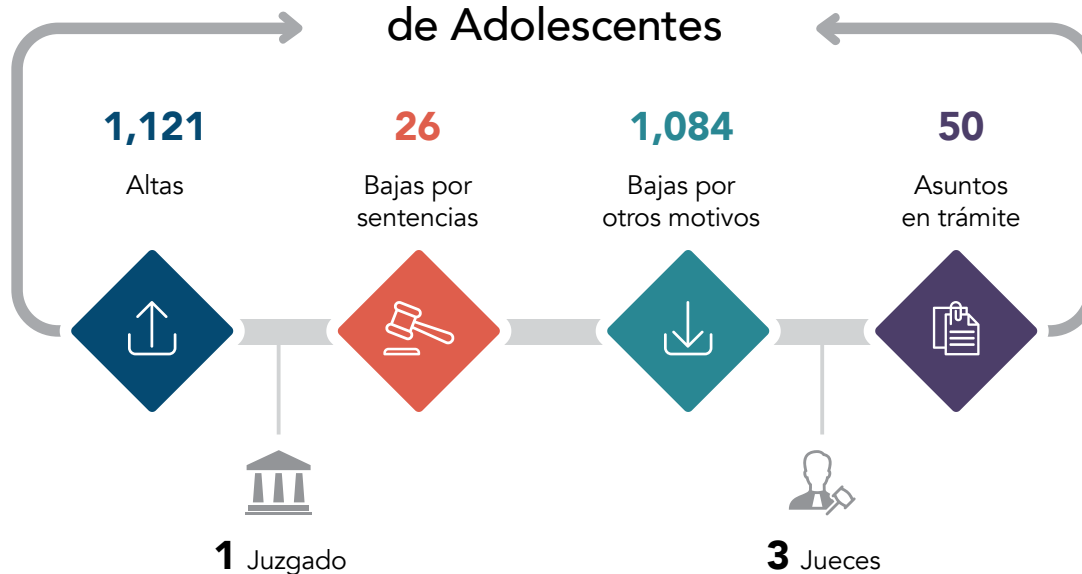 de Adolescentes
1,121
Altas
26
Bajas por
sentencias
1,084
Bajas por
otros motivos
50
Asuntos
en trámite
1 Juzgado
3 Jueces